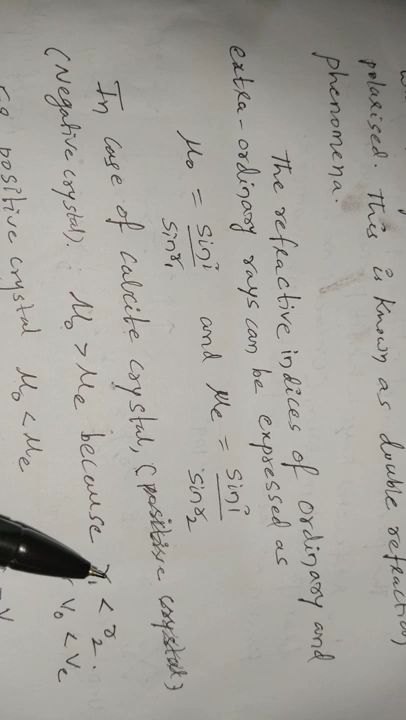 polarised. This is known as double refraction
phenomena.
The refractive indices of ordinary and
extra-ordinary rays can be expressed as
μo = sin i / sin r1 and μe = sin i / sin r2
In case of calcite crystal, (positive crystal)
(Negative crystal). μo > μe because r1 < r2.
vo < ve
positive crystal μo < μe